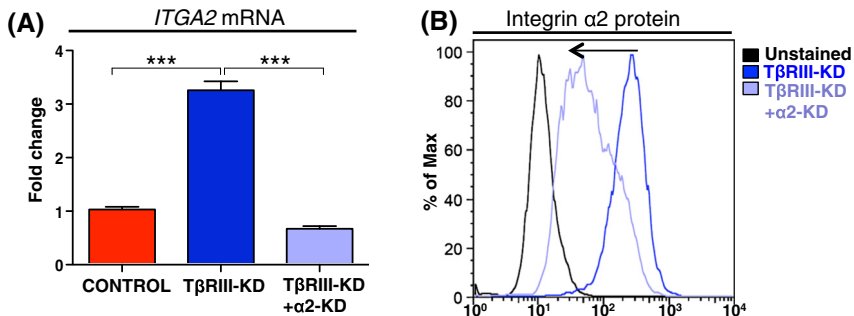 (A)
ITGA2 mRNA
***
***
Fold change
4
3
2
1
0
CONTROL
TβRIII-KD
TβRIII-KD
+α2-KD
(B)
Integrin α2 protein
% of Max
100
80
60
40
20
0
10⁰
10¹
10²
10³
10⁴
Unstained
TβRIII-KD
TβRIII-KD
+α2-KD